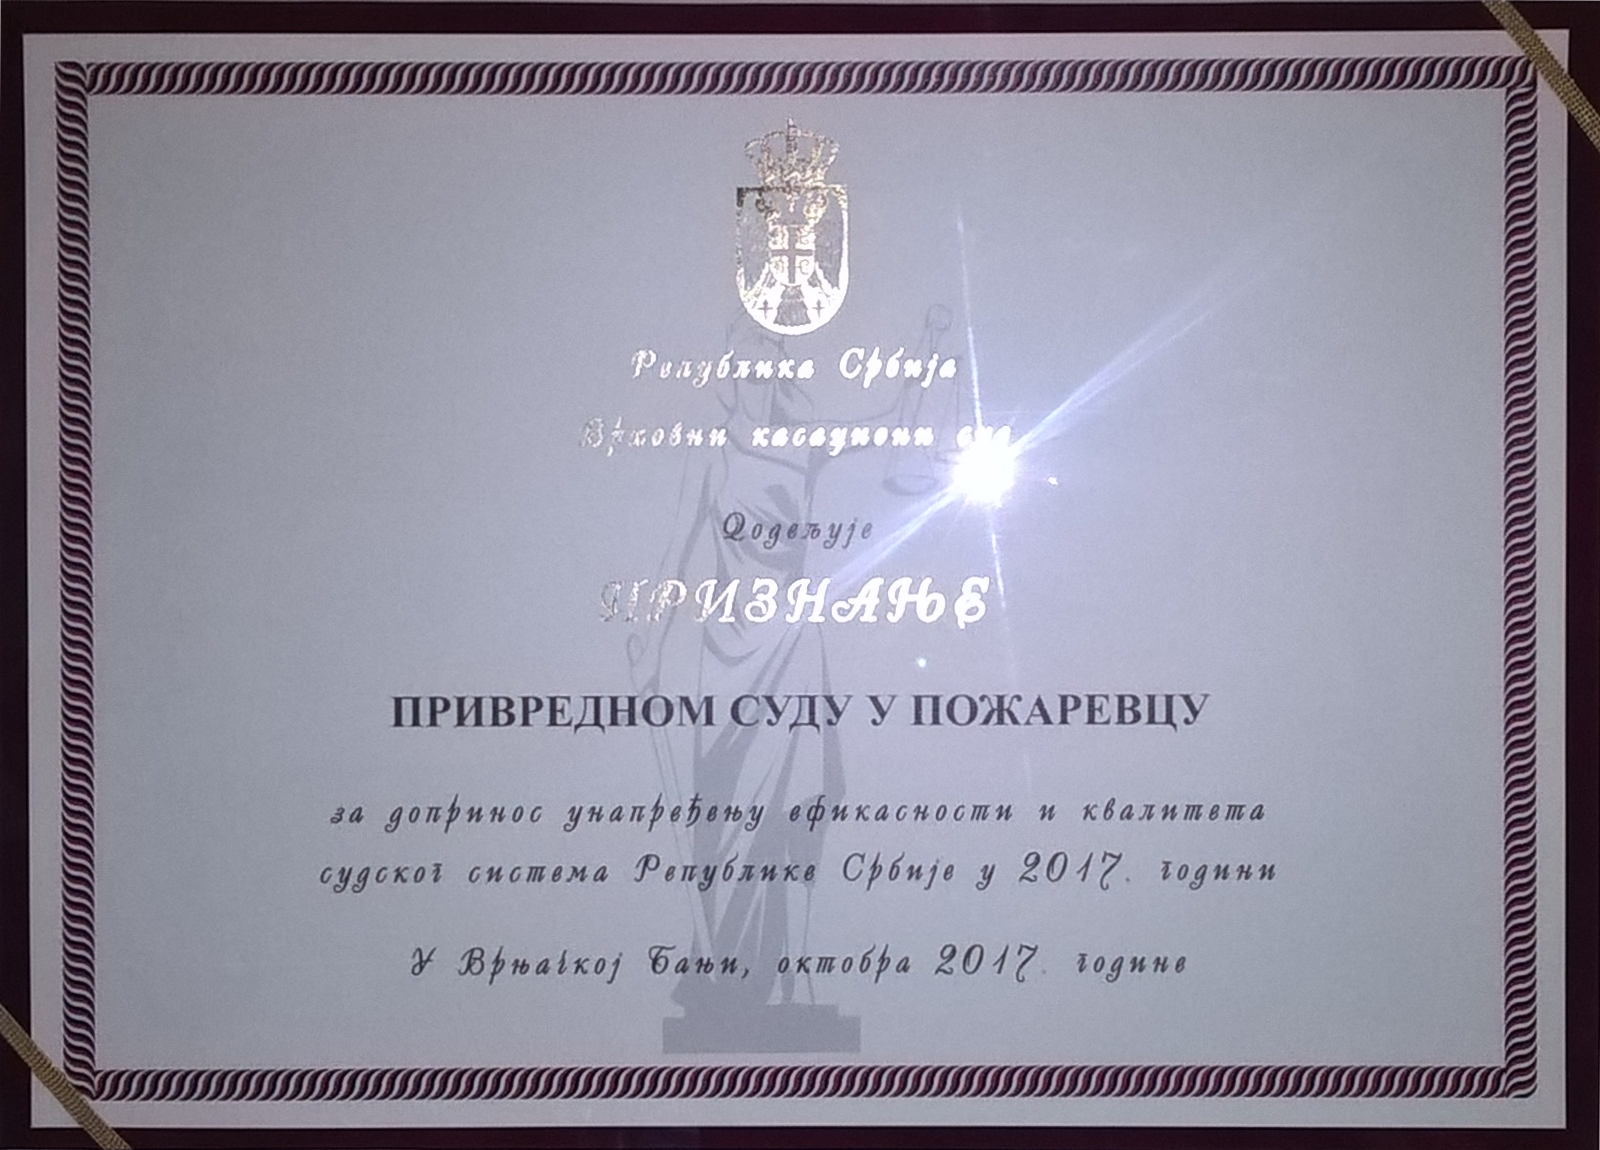 Република Србија
Врховни касациони суд
Додељује
ПРИЗНАЊЕ
ПРИВРЕДНОМ СУДУ У ПОЖАРЕВЦУ
за допринос унапређењу ефикасности и квалитета
судског система Републике Србије у 2017. години
У Врњачкој Бањи, октобра 2017. године